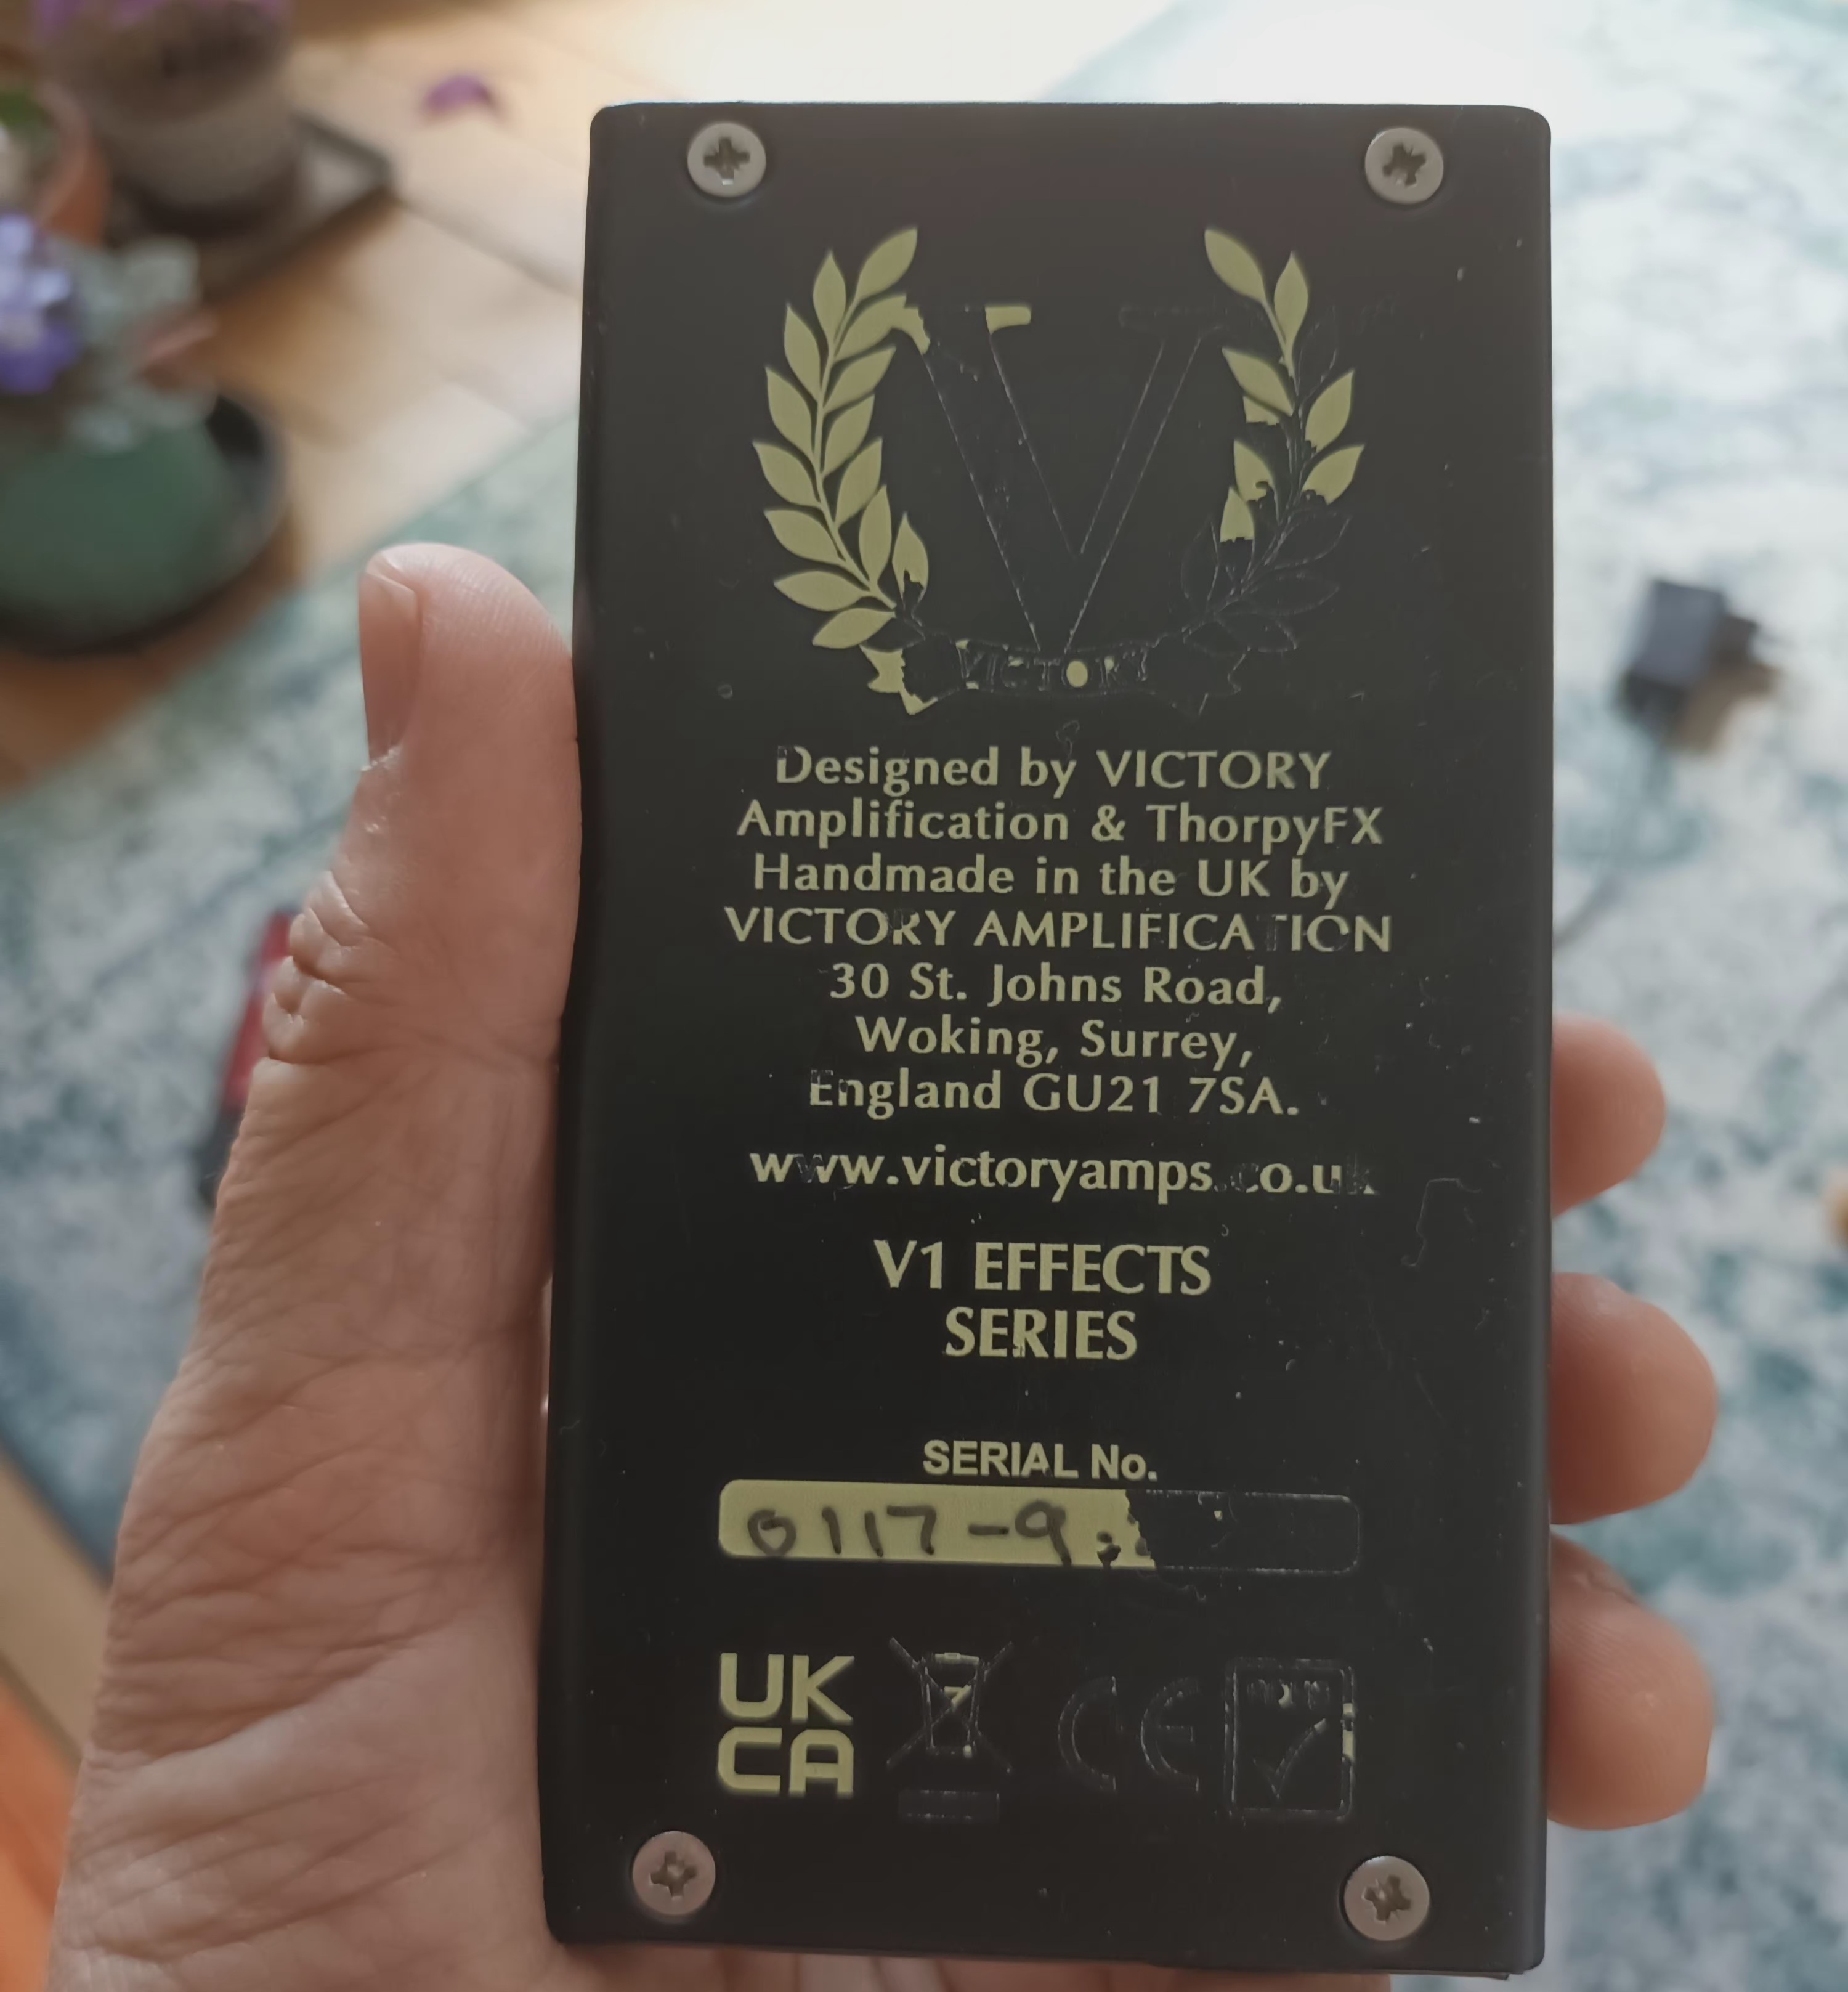 VICTORY
Designed by VICTORY
Amplification & ThorpyFX
Handmade in the UK by
VICTORY AMPLIFICATION
30 St. Johns Road,
Woking, Surrey,
England GU21 7SA.
www.victoryamps.co.uk
V1 EFFECTS
SERIES
SERIAL No.
UK
CA
CE